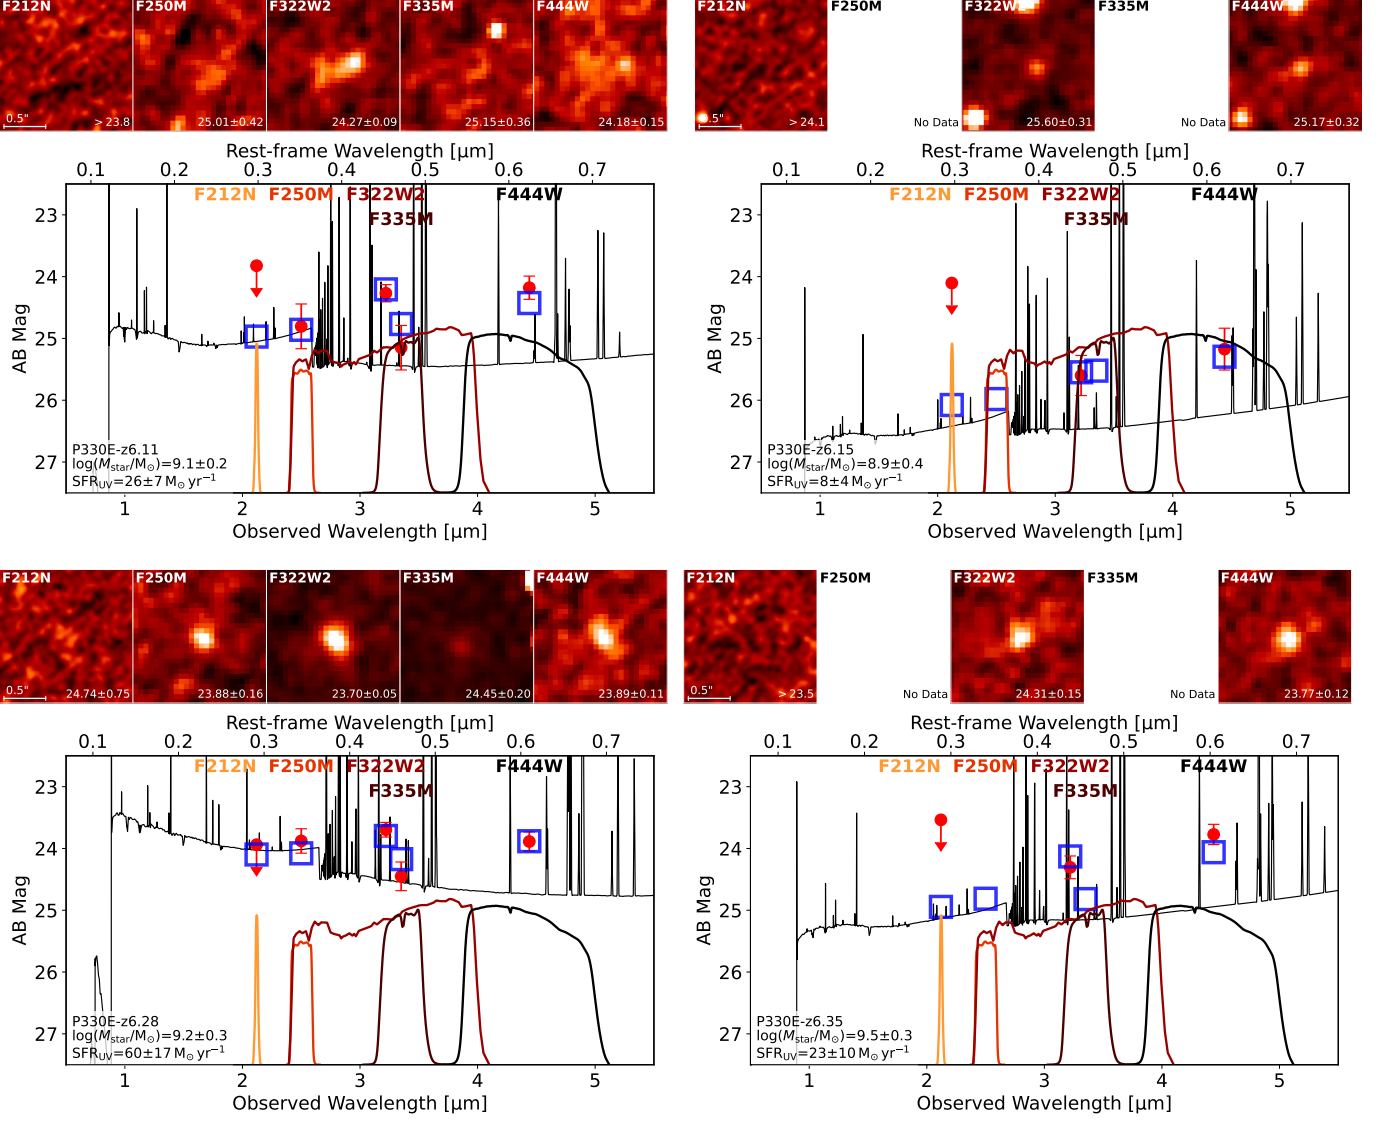 F212N F250M F322W2 F335M F444W
0.5" > 23.8 25.01±0.42 24.27±0.09 25.15±0.36 24.18±0.15
Rest-frame Wavelength [μm]
0.1 0.2 0.3 0.4 0.5 0.6 0.7
F212N F250M F322W2 F444W
F335M
23
24
25
26
27
AB Mag
P330E-z6.11
log(Mstar/M⊙)=9.1±0.2
SFRUV=26±7 M⊙ yr−1
1 2 3 4 5
Observed Wavelength [μm]
F212N F250M F322W F335M F444W
0.5" > 24.1 No Data 25.60±0.31 No Data 25.17±0.32
Rest-frame Wavelength [μm]
0.1 0.2 0.3 0.4 0.5 0.6 0.7
F212N F250M F322W2 F444W
F335M
23
24
25
26
27
AB Mag
P330E-z6.15
log(Mstar/M⊙)=8.9±0.4
SFRUV=8±4 M⊙ yr−1
1 2 3 4 5
Observed Wavelength [μm]
F212N F250M F322W2 F335M F444W
0.5" 24.74±0.75 23.88±0.16 23.70±0.05 24.45±0.20 23.89±0.11
Rest-frame Wavelength [μm]
0.1 0.2 0.3 0.4 0.5 0.6 0.7
F212N F250M F322W2 F444W
F335M
23
24
25
26
27
AB Mag
P330E-z6.28
log(Mstar/M⊙)=9.2±0.3
SFRUV=60±17 M⊙ yr−1
1 2 3 4 5
Observed Wavelength [μm]
F212N F250M F322W2 F335M F444W
0.5" > 23.5 No Data 24.31±0.15 No Data 23.77±0.12
Rest-frame Wavelength [μm]
0.1 0.2 0.3 0.4 0.5 0.6 0.7
F212N F250M F322W2 F444W
F335M
23
24
25
26
27
AB Mag
P330E-z6.35
log(Mstar/M⊙)=9.5±0.3
SFRUV=23±10 M⊙ yr−1
1 2 3 4 5
Observed Wavelength [μm]